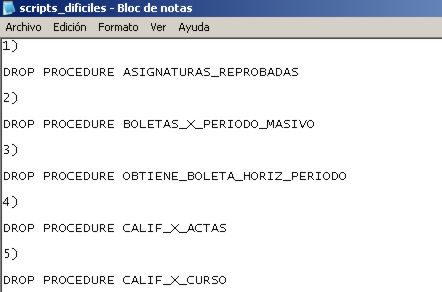 scripts_dificiles - Bloc de notas
Archivo Edición Formato Ver Ayuda
1)
DROP PROCEDURE ASIGNATURAS_REPROBADAS
2)
DROP PROCEDURE BOLETAS_X_PERIODO_MASIVO
3)
DROP PROCEDURE OBTIENE_BOLETA_HORIZ_PERIODO
4)
DROP PROCEDURE CALIF_X_ACTAS
5)
DROP PROCEDURE CALIF_X_CURSO